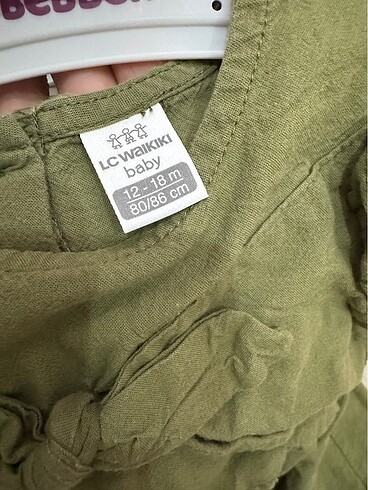 LC WAIKIKI
baby
12 - 18 m
80/86 cm